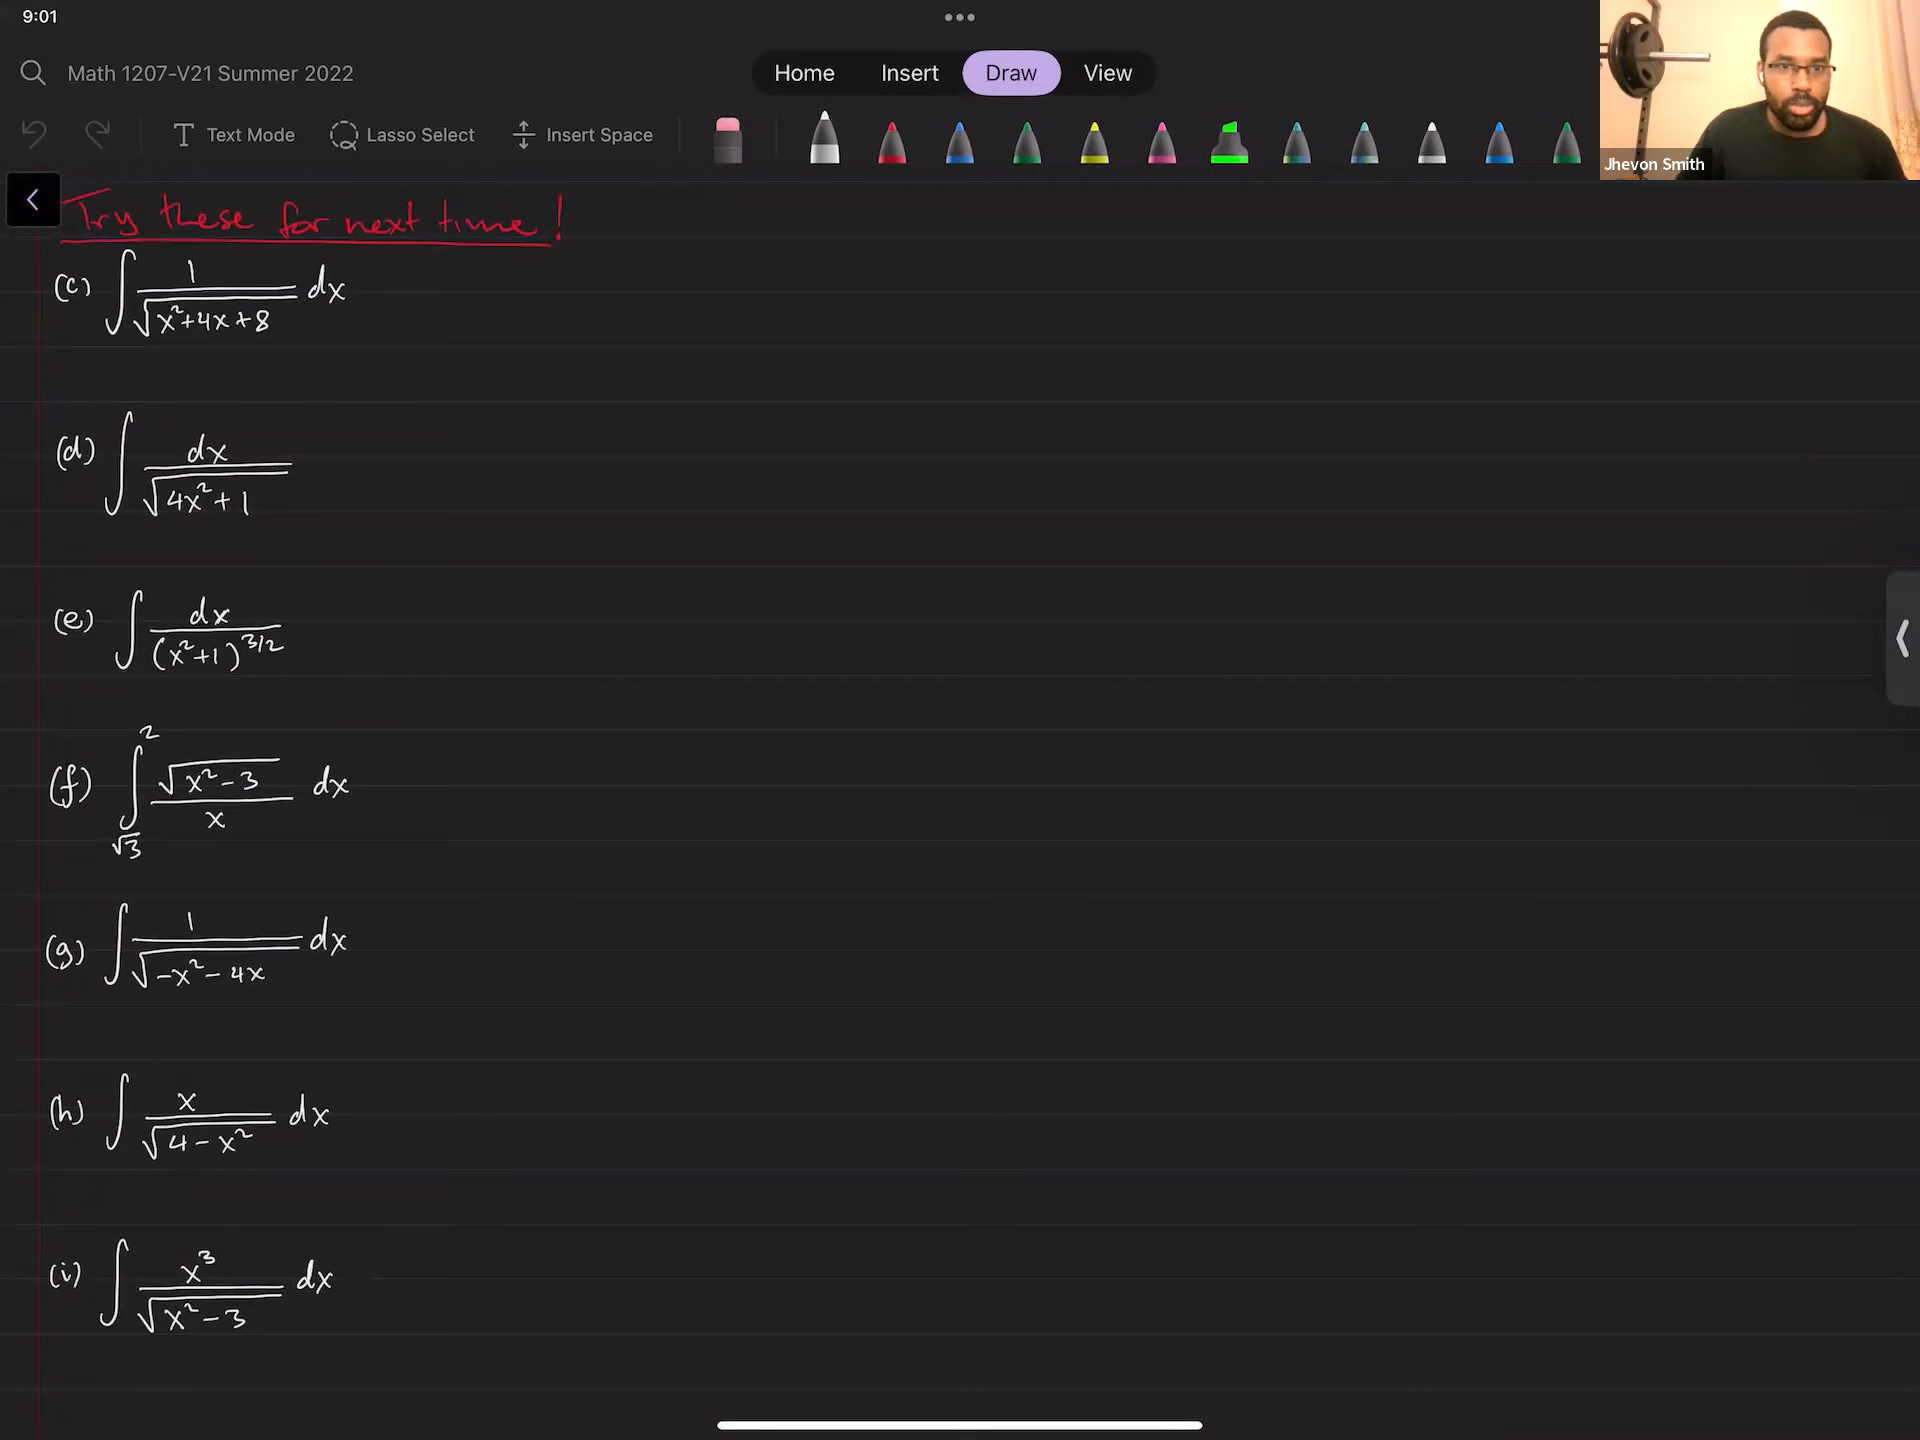 9:01
Math 1207-V21 Summer 2022
Home Insert Draw View
Text Mode Lasso Select Insert Space
Jhevon Smith
Try these for next time!
(c) ∫ 1/√(x²+4x+8) dx
(d) ∫ dx/√(4x²+1)
(e) ∫ dx/(x²+1)^(3/2)
(f) ∫_√3^2 √(x²-3)/x dx
(g) ∫ 1/√(-x²-4x) dx
(h) ∫ x/√(4-x²) dx
(i) ∫ x³/√(x²-3) dx